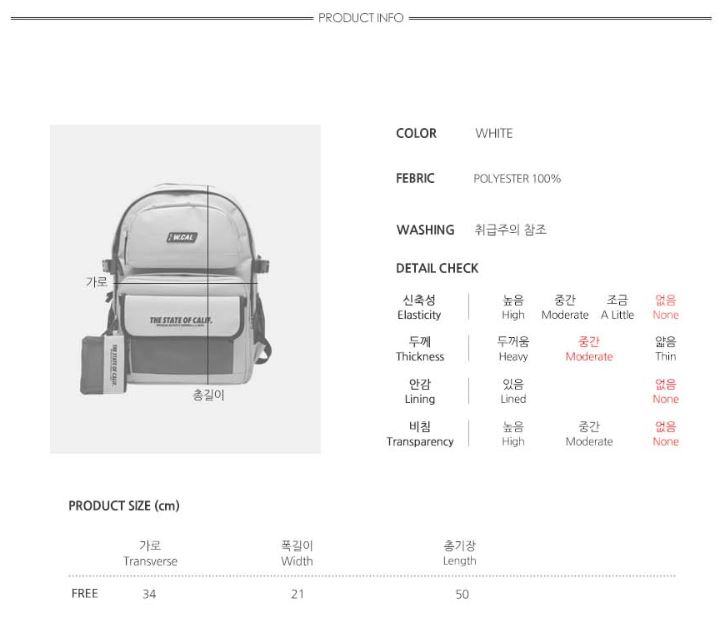 PRODUCT INFO
COLOR WHITE
FEBRIC POLYESTER 100%
WASHING 취급주의 참조
DETAIL CHECK
신축성 높음 중간 조금 없음
Elasticity High Moderate A Little None
두께 두꺼움 중간 얇음
Thickness Heavy Moderate Thin
안감 있음 없음
Lining Lined None
비침 높음 중간 없음
Transparency High Moderate None
W.CAL
가로
THE STATE OF CALIF.
THE STATE OF CALIF.
총길이
PRODUCT SIZE (cm)
가로 폭길이 총기장
Transverse Width Length
FREE 34 21 50